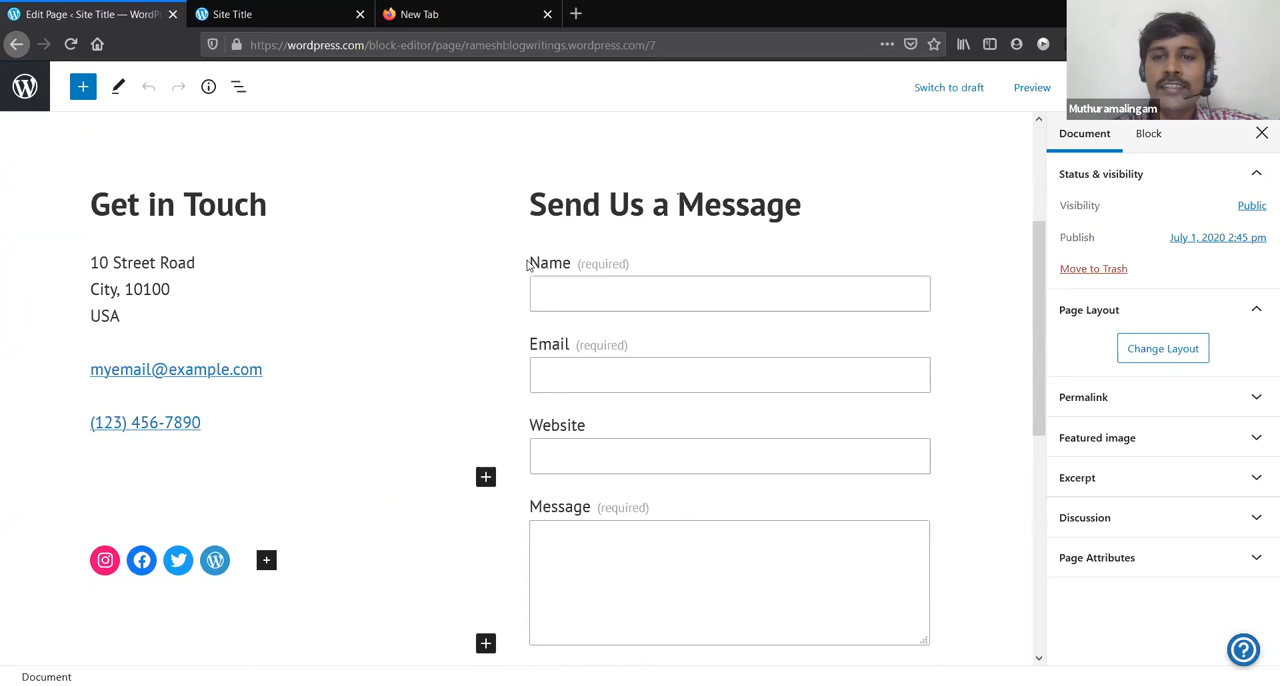 Edit Page ‹ Site Title — WordP
Site Title
New Tab
https://wordpress.com/block-editor/page/rameshblogwritings.wordpress.com/7
Switch to draft
Preview
Muthuramalingam
Document
Block
Get in Touch
10 Street Road
City, 10100
USA
myemail@example.com
(123) 456-7890
Send Us a Message
Name (required)
Email (required)
Website
Message (required)
Status & visibility
Visibility
Public
Publish
July 1, 2020 2:45 pm
Move to Trash
Page Layout
Change Layout
Permalink
Featured image
Excerpt
Discussion
Page Attributes
Document